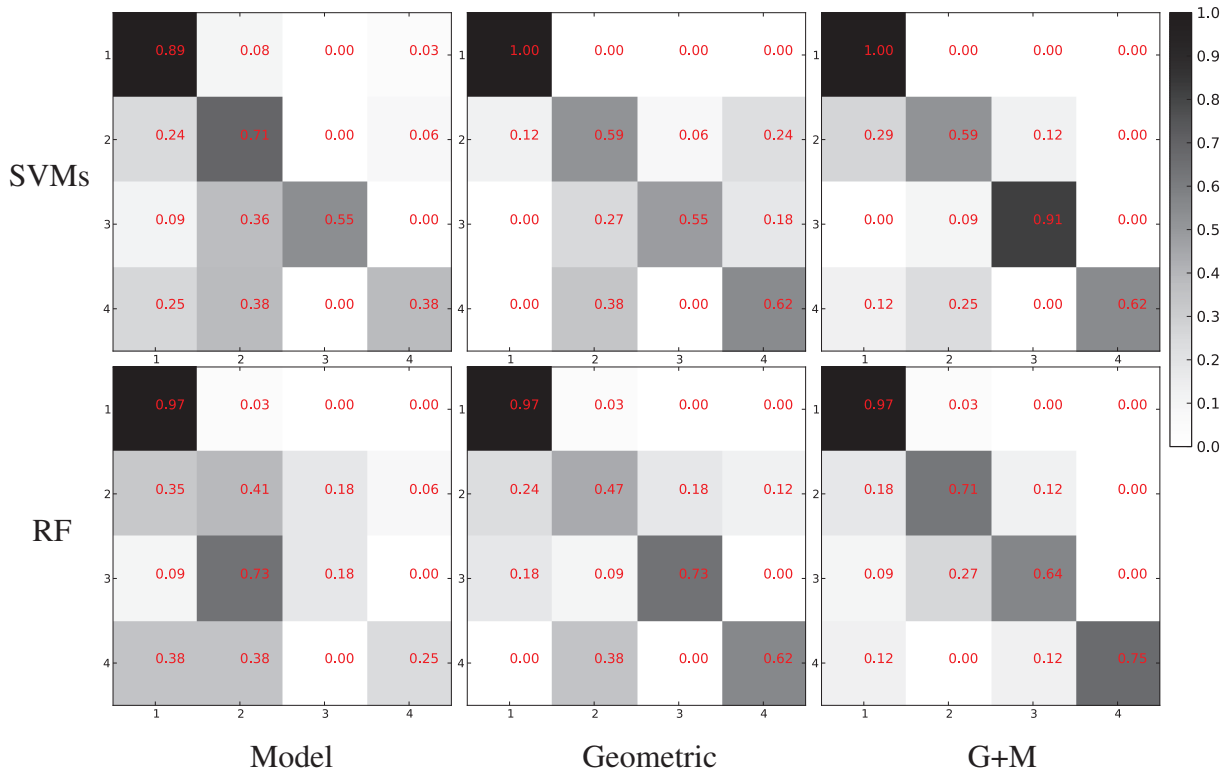 1 0.89 0.08 0.00 0.03
2 0.24 0.71 0.00 0.06
3 0.09 0.36 0.55 0.00
4 0.25 0.38 0.00 0.38
1 2 3 4
1 1.00 0.00 0.00 0.00
2 0.12 0.59 0.06 0.24
3 0.00 0.27 0.55 0.18
4 0.00 0.38 0.00 0.62
1 2 3 4
1 1.00 0.00 0.00 0.00
2 0.29 0.59 0.12 0.00
3 0.00 0.09 0.91 0.00
4 0.12 0.25 0.00 0.62
1 2 3 4
SVMs
1.0
0.9
0.8
0.7
0.6
0.5
0.4
0.3
0.2
0.1
0.0
1 0.97 0.03 0.00 0.00
2 0.35 0.41 0.18 0.06
3 0.09 0.73 0.18 0.00
4 0.38 0.38 0.00 0.25
1 2 3 4
1 0.97 0.03 0.00 0.00
2 0.24 0.47 0.18 0.12
3 0.18 0.09 0.73 0.00
4 0.00 0.38 0.00 0.62
1 2 3 4
1 0.97 0.03 0.00 0.00
2 0.18 0.71 0.12 0.00
3 0.09 0.27 0.64 0.00
4 0.12 0.00 0.12 0.75
1 2 3 4
RF
Model
Geometric
G+M